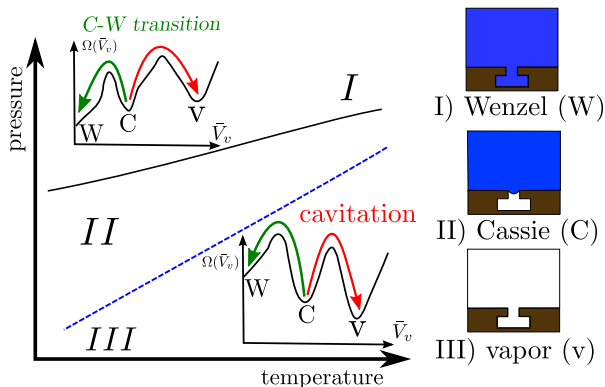 C-W transition
Ω(V̄ᵥ)
W
C
v
V̄ᵥ
I
pressure
II
cavitation
Ω(V̄ᵥ)
W
C
v
V̄ᵥ
III
temperature
I) Wenzel (W)
II) Cassie (C)
III) vapor (v)